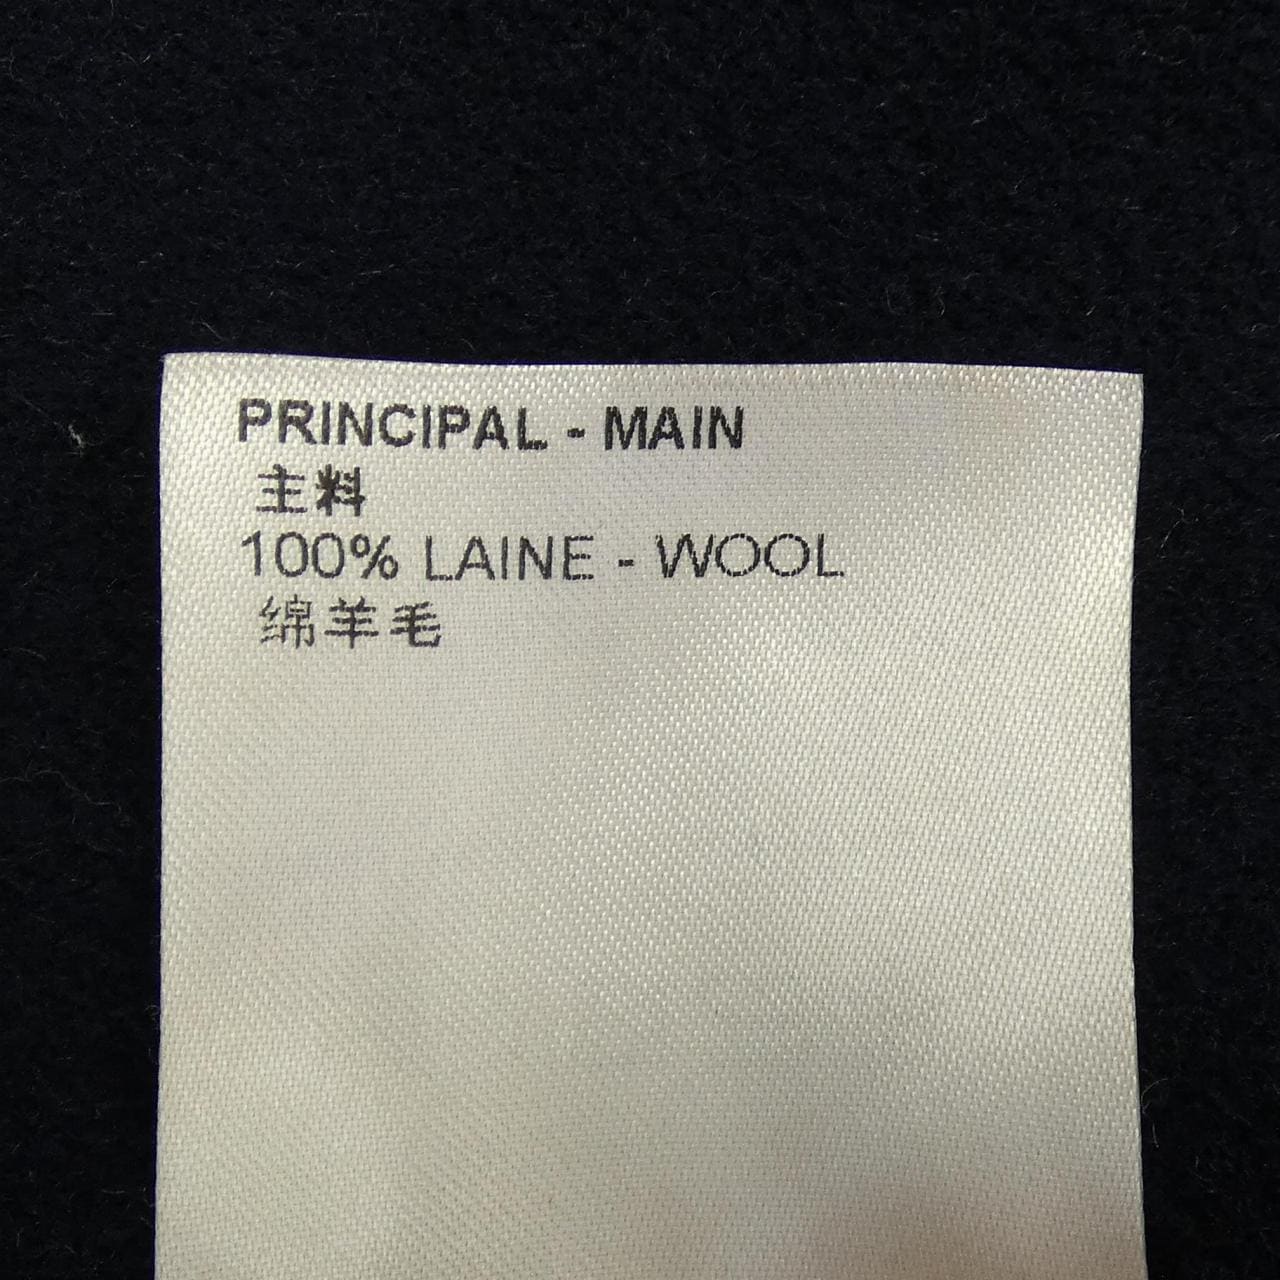 PRINCIPAL - MAIN
主料
100% LAINE - WOOL
绵羊毛